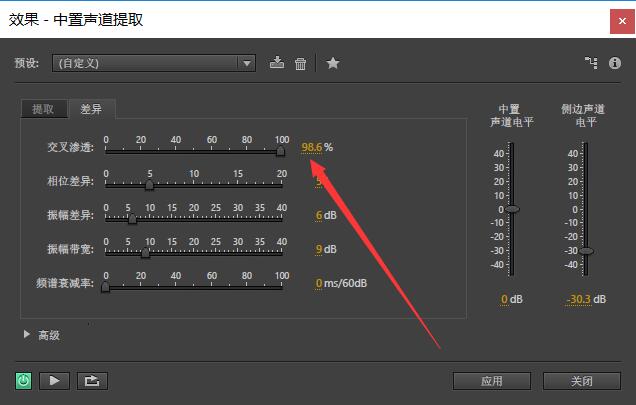 效果 - 中置声道提取
×
预设: (自定义)
提取 差异
交叉渗透: 0 20 40 60 80 100 98.6 %
相位差异: 0 5 10 15 20
振幅差异: 0 5 10 15 20 25 30 35 40 6 dB
振幅带宽: 0 5 10 15 20 25 30 35 40 9 dB
频谱衰减率: 0 20 40 60 80 100 0 ms/60dB
高级
中置 侧边声道
声道电平 电平
40 40
30 30
20 20
10 10
0 0
-10 -10
-20 -20
-30 -30
-40 -40
0 dB -30.3 dB
应用 关闭